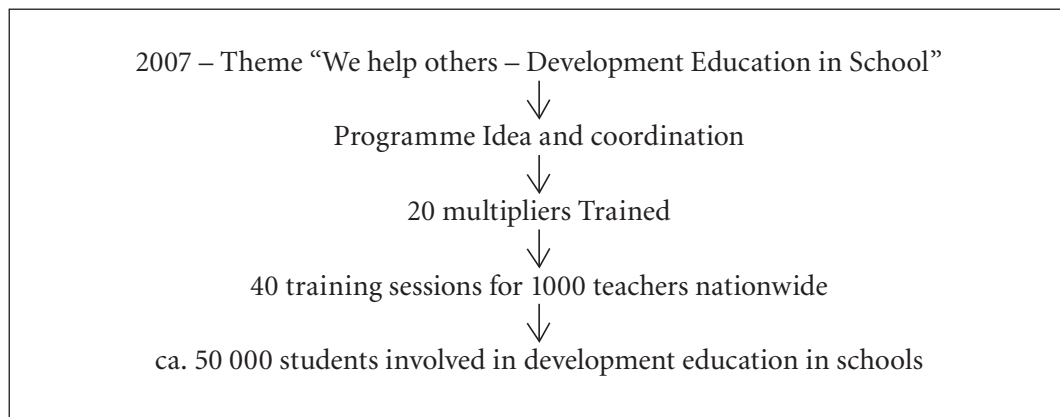 2007 – Theme “We help others – Development Education in School”
Programme Idea and coordination
20 multipliers Trained
40 training sessions for 1000 teachers nationwide
ca. 50 000 students involved in development education in schools